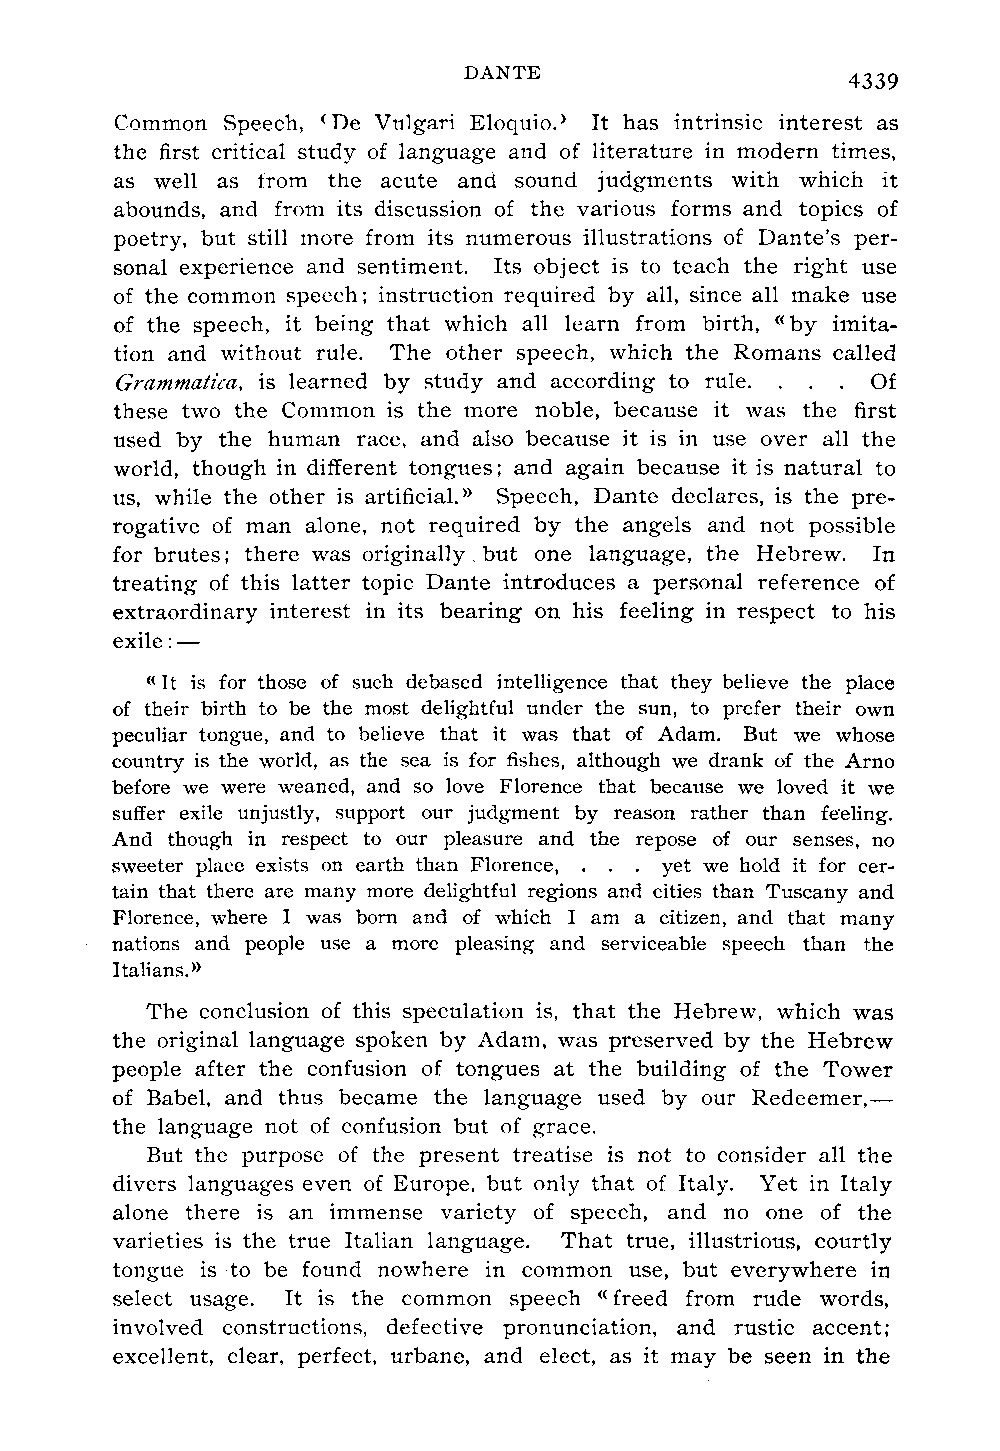 DANTE
4339
Common Speech, ‹De Vulgari Eloquio.› It has intrinsic interest as
the first critical study of language and of literature in modern times,
as well as from the acute and sound judgments with which it
abounds, and from its discussion of the various forms and topics of
poetry, but still more from its numerous illustrations of Dante's per-
sonal experience and sentiment. Its object is to teach the right use
of the common speech; instruction required by all, since all make use
of the speech, it being that which all learn from birth, «by imita-
tion and without rule. The other speech, which the Romans called
Grammatica, is learned by study and according to rule. . . . Of
these two the Common is the more noble, because it was the first
used by the human race, and also because it is in use over all the
world, though in different tongues; and again because it is natural to
us, while the other is artificial.» Speech, Dante declares, is the pre-
rogative of man alone, not required by the angels and not possible
for brutes; there was originally but one language, the Hebrew. In
treating of this latter topic Dante introduces a personal reference of
extraordinary interest in its bearing on his feeling in respect to his
exile:—
«It is for those of such debased intelligence that they believe the place
of their birth to be the most delightful under the sun, to prefer their own
peculiar tongue, and to believe that it was that of Adam. But we whose
country is the world, as the sea is for fishes, although we drank of the Arno
before we were weaned, and so love Florence that because we loved it we
suffer exile unjustly, support our judgment by reason rather than feeling.
And though in respect to our pleasure and the repose of our senses, no
sweeter place exists on earth than Florence, . . . yet we hold it for cer-
tain that there are many more delightful regions and cities than Tuscany and
Florence, where I was born and of which I am a citizen, and that many
nations and people use a more pleasing and serviceable speech than the
Italians.»
The conclusion of this speculation is, that the Hebrew, which was
the original language spoken by Adam, was preserved by the Hebrew
people after the confusion of tongues at the building of the Tower
of Babel, and thus became the language used by our Redeemer,—
the language not of confusion but of grace.
But the purpose of the present treatise is not to consider all the
divers languages even of Europe, but only that of Italy. Yet in Italy
alone there is an immense variety of speech, and no one of the
varieties is the true Italian language. That true, illustrious, courtly
tongue is to be found nowhere in common use, but everywhere in
select usage. It is the common speech «freed from rude words,
involved constructions, defective pronunciation, and rustic accent;
excellent, clear, perfect, urbane, and elect, as it may be seen in the